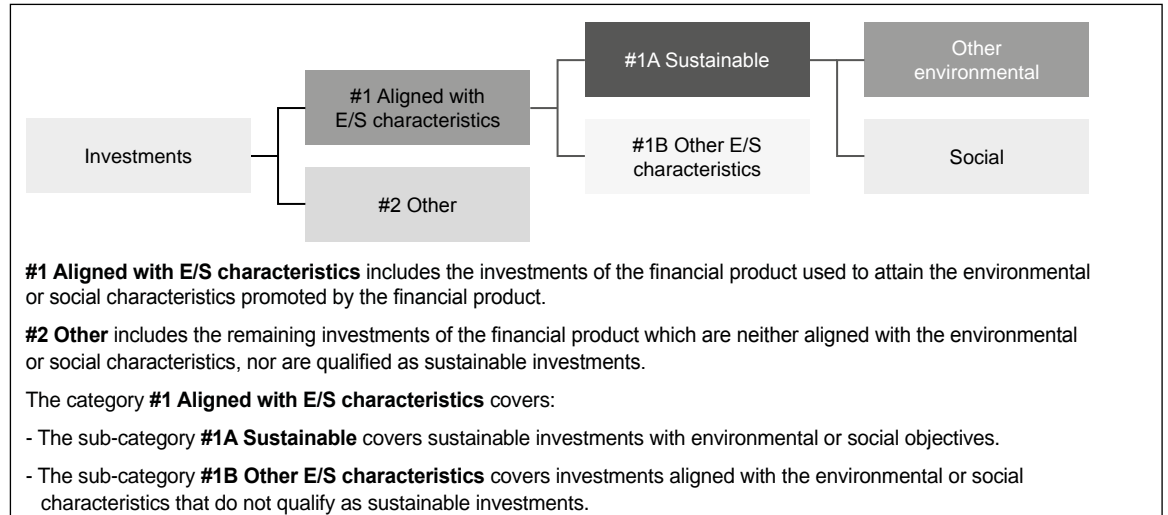 #1A Sustainable
Other
environmental
#1 Aligned with
E/S characteristics
Investments
#1B Other E/S
characteristics
Social
#2 Other
#1 Aligned with E/S characteristics includes the investments of the financial product used to attain the environmental
or social characteristics promoted by the financial product.
#2 Other includes the remaining investments of the financial product which are neither aligned with the environmental
or social characteristics, nor are qualified as sustainable investments.
The category #1 Aligned with E/S characteristics covers:
- The sub-category #1A Sustainable covers sustainable investments with environmental or social objectives.
- The sub-category #1B Other E/S characteristics covers investments aligned with the environmental or social
characteristics that do not qualify as sustainable investments.